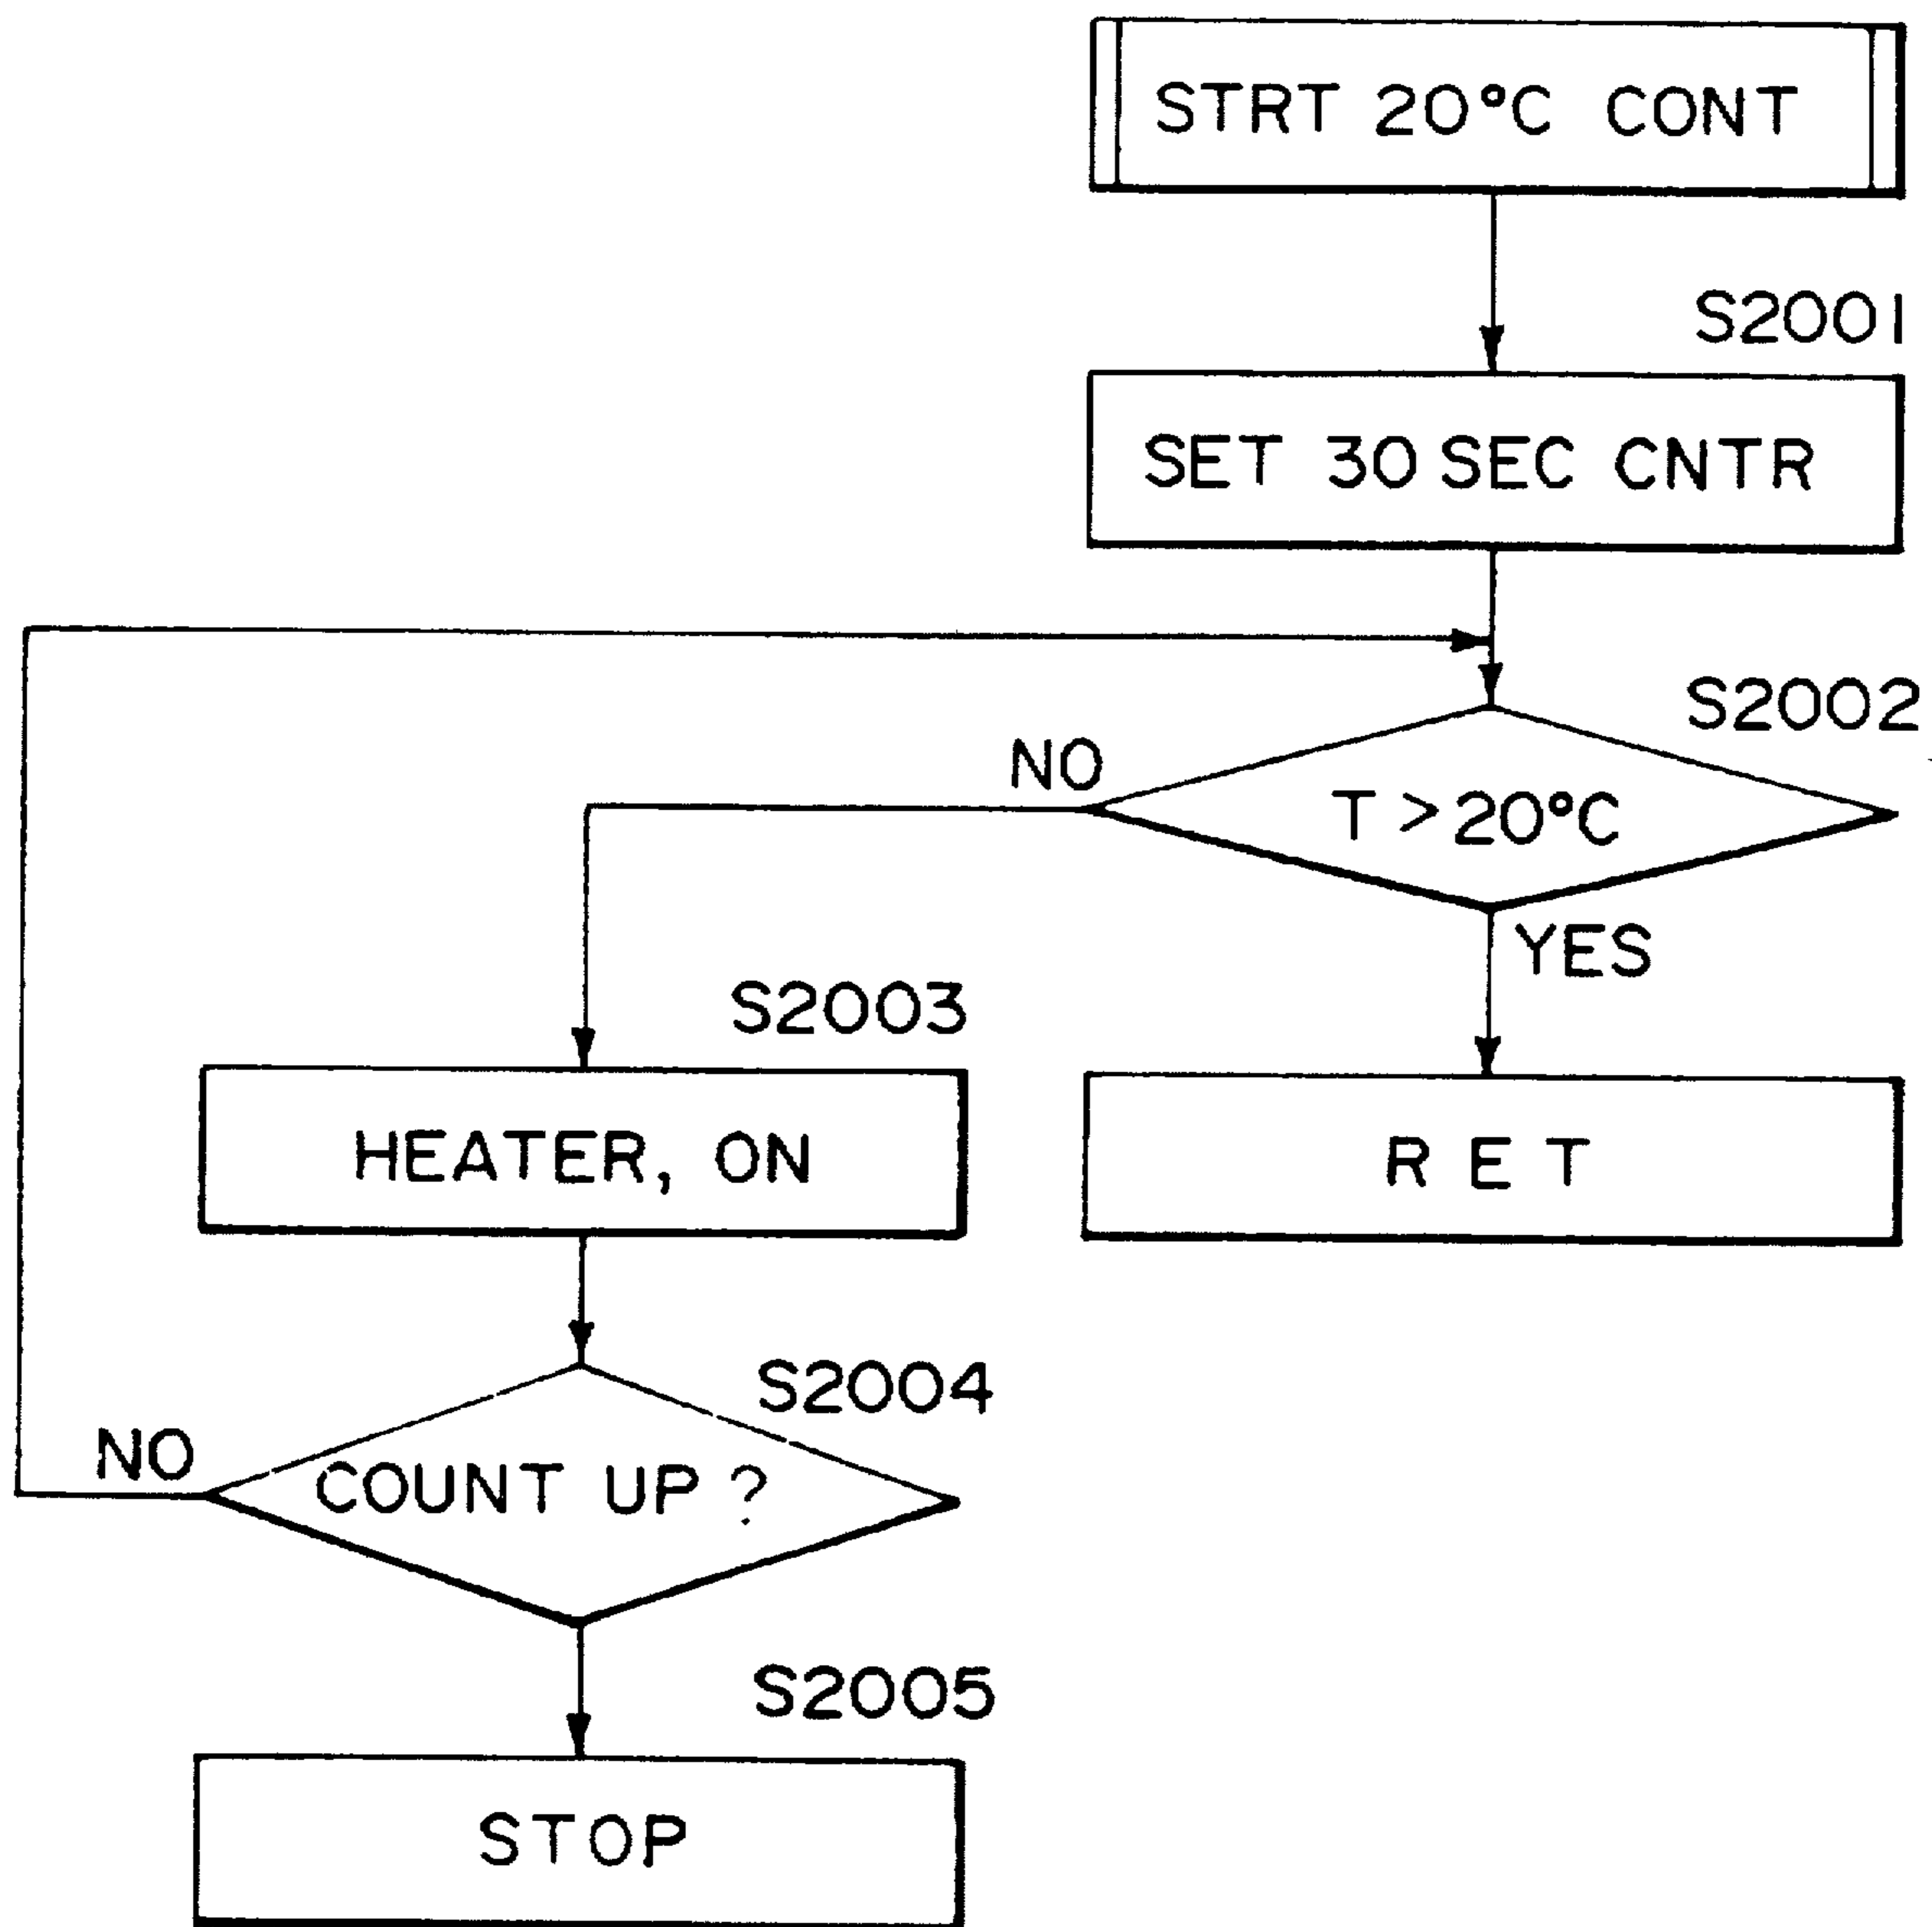 STRT 20°C CONT
S2001
SET 30 SEC CNTR
S2002
NO
T > 20°C
YES
S2003
HEATER, ON
R E T
S2004
NO
COUNT UP ?
S2005
STOP